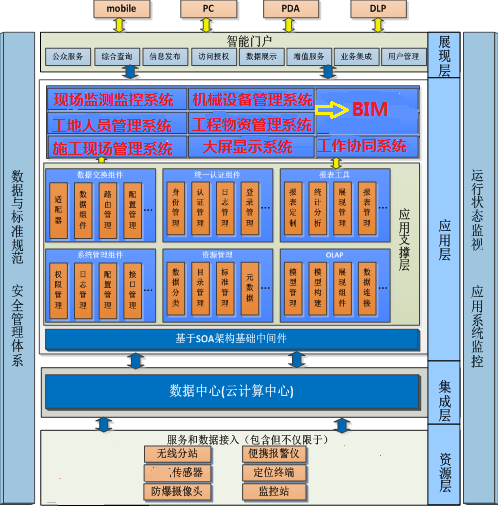 mobile
PC
PDA
DLP
智能门户
公众服务
综合查询
信息发布
访问授权
数据展示
增值服务
业务集成
用户管理
展现层
数据与标准规范
安全管理体系
现场监测监控系统
机械设备管理系统
BIM
工地人员管理系统
工程物资管理系统
施工现场管理系统
大屏显示系统
工作协同系统
数据交换组件
适配器
数据组件
路由管理
配置管理
...
统一认证组件
身份管理
认证管理
日志管理
登录管理
...
报表工具
报表定制
统计分析
展现管理
报表管理
...
系统管理组件
权限管理
日志管理
配置管理
接口管理
...
资源管理
数据分类
目录管理
标准管理
元数据
...
OLAP
模型管理
模型构建
展现组件
数据连接
...
应用支撑层
基于SOA架构基础中间件
应用层
运行状态监视
应用系统监控
数据中心(云计算中心)
集成层
服务和数据接入（包含但不仅限于）
无线分站
便携报警仪
传感器
定位终端
防爆摄像头
监控站
资源层